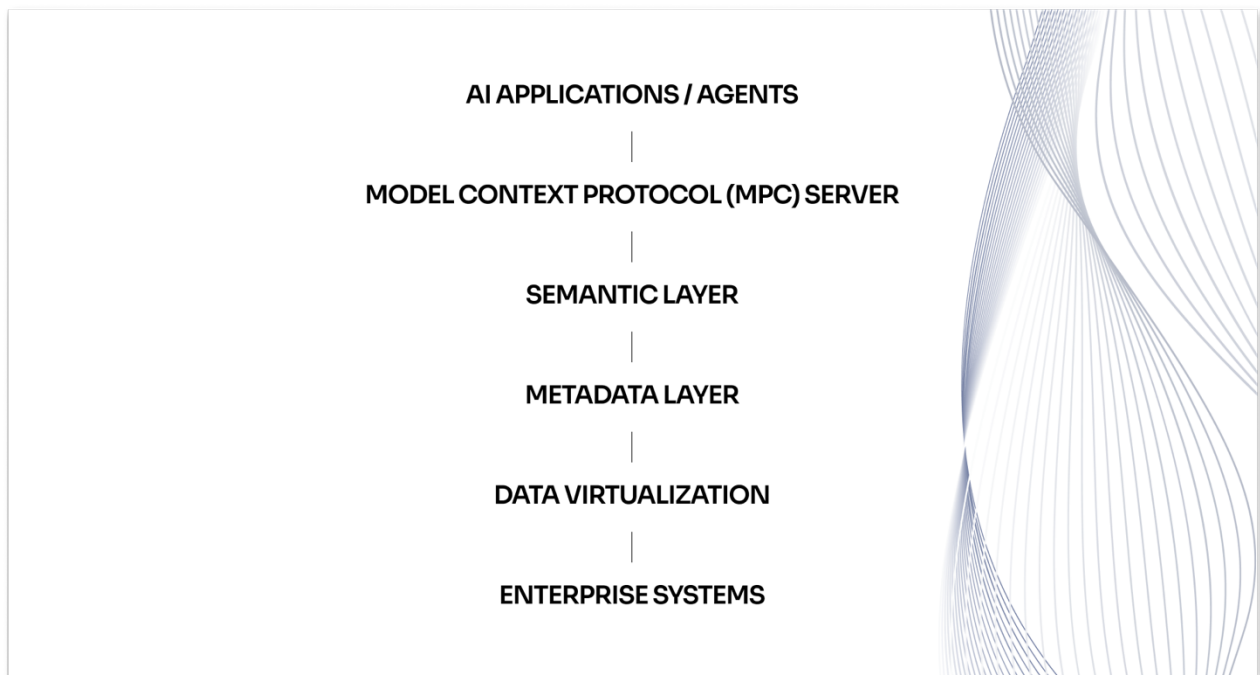 AI APPLICATIONS / AGENTS
MODEL CONTEXT PROTOCOL (MPC) SERVER
SEMANTIC LAYER
METADATA LAYER
DATA VIRTUALIZATION
ENTERPRISE SYSTEMS